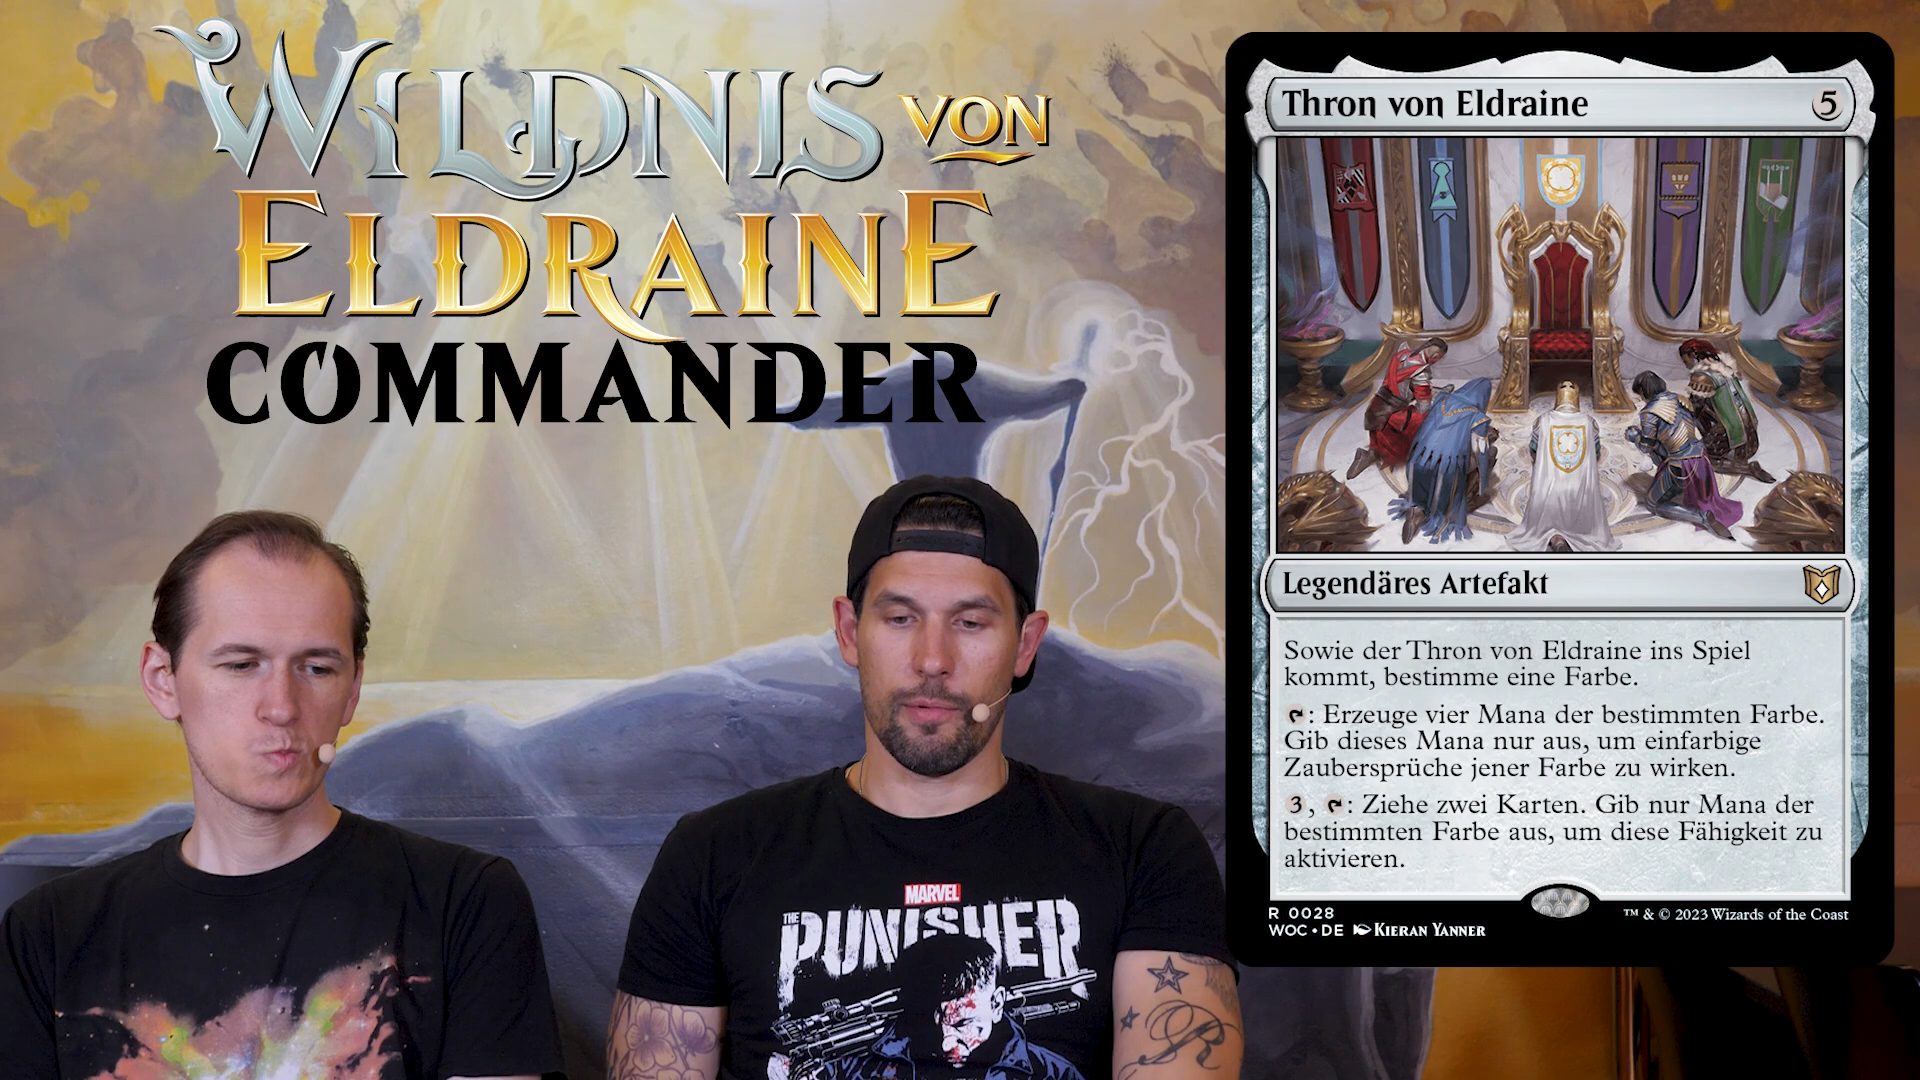 WILDNIS VON
ELDRAINE
COMMANDER
MARVEL
THE
PUNISHER
Thron von Eldraine 5
Legendäres Artefakt
Sowie der Thron von Eldraine ins Spiel
kommt, bestimme eine Farbe.
: Erzeuge vier Mana der bestimmten Farbe.
Gib dieses Mana nur aus, um einfarbige
Zaubersprüche jener Farbe zu wirken.
3, : Ziehe zwei Karten. Gib nur Mana der
bestimmten Farbe aus, um diese Fähigkeit zu
aktivieren.
R 0028
WOC • DE KIERAN YANNER
™ & © 2023 Wizards of the Coast